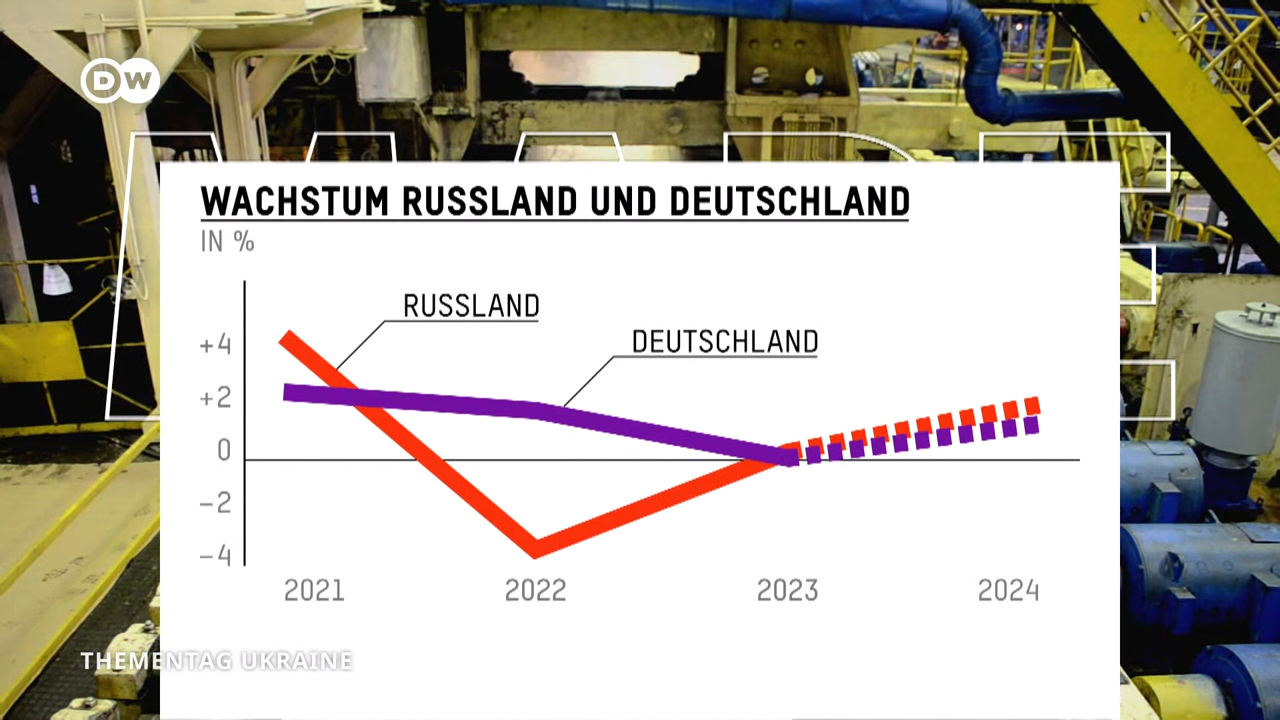 DW
WACHSTUM RUSSLAND UND DEUTSCHLAND
IN %
RUSSLAND
DEUTSCHLAND
+4
+2
0
–2
–4
2021
2022
2023
2024
THEMENTAG UKRAINE